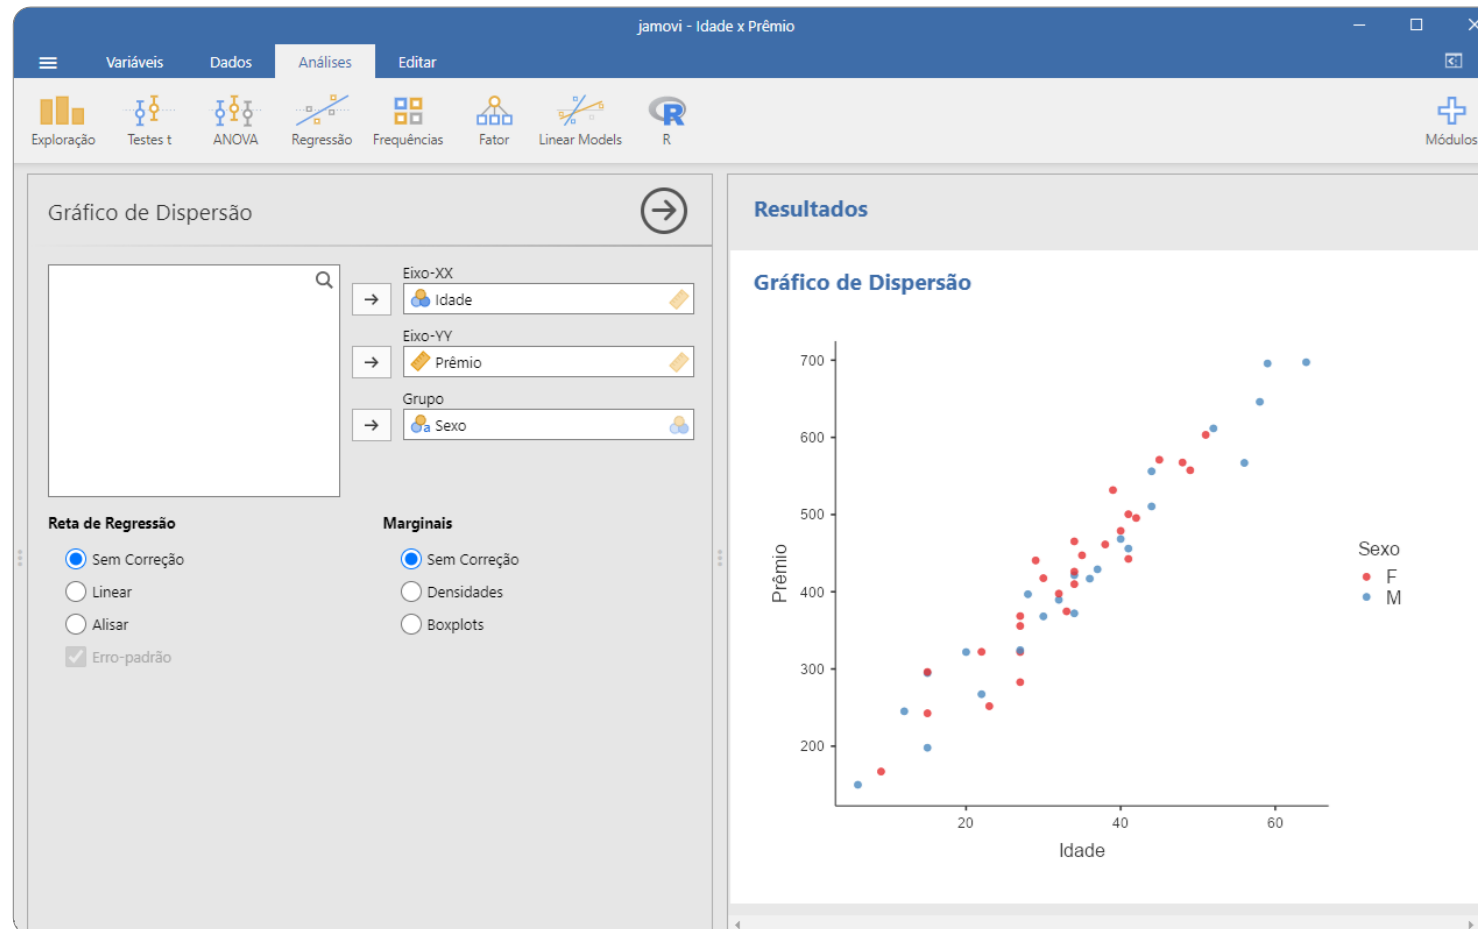 jamovi - Idade x Prêmio
Variáveis Dados Análises Editar
Exploração Testes t ANOVA Regressão Frequências Fator Linear Models R Módulos
Gráfico de Dispersão
Eixo-XX
Idade
Eixo-YY
Prêmio
Grupo
a Sexo
Reta de Regressão
Sem Correção
Linear
Alisar
Erro-padrão
Marginais
Sem Correção
Densidades
Boxplots
Resultados
Gráfico de Dispersão
700
600
500
400
300
200
Prêmio
20 40 60
Idade
Sexo
F
M